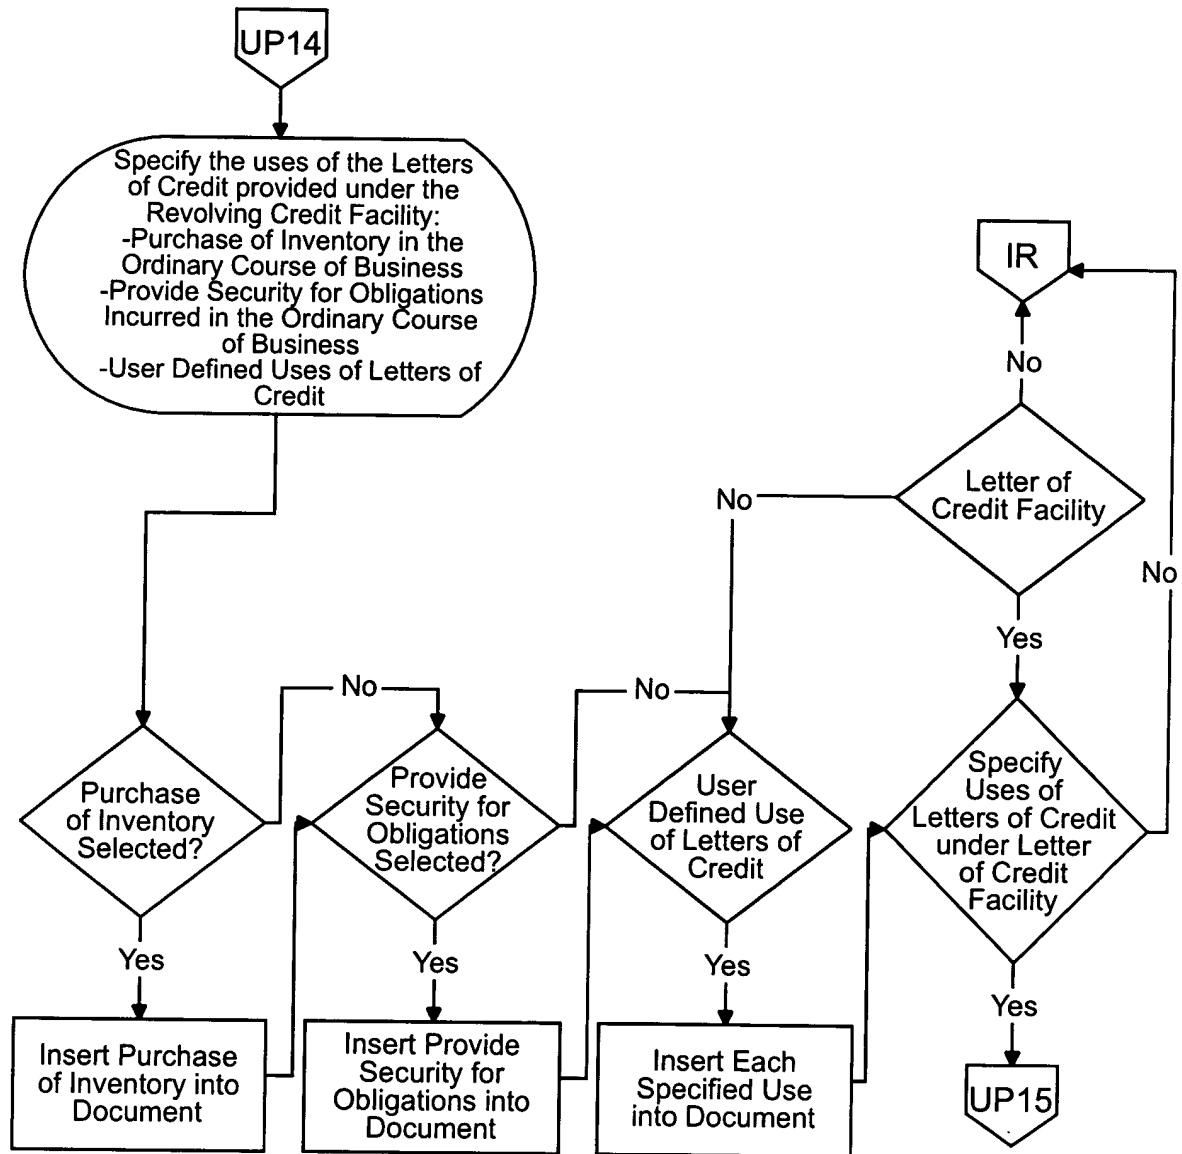 UP14
Specify the uses of the Letters
of Credit provided under the
Revolving Credit Facility:
-Purchase of Inventory in the
Ordinary Course of Business
-Provide Security for Obligations
Incurred in the Ordinary Course
of Business
-User Defined Uses of Letters of
Credit
IR
No
Letter of
Credit Facility
No
No
Yes
No
No
Purchase
of Inventory
Selected?
Provide
Security for
Obligations
Selected?
User
Defined Use
of Letters of
Credit
Specify
Uses of
Letters of Credit
under Letter
of Credit
Facility
Yes
Yes
Yes
Yes
Insert Purchase
of Inventory into
Document
Insert Provide
Security for
Obligations into
Document
Insert Each
Specified Use
into Document
UP15